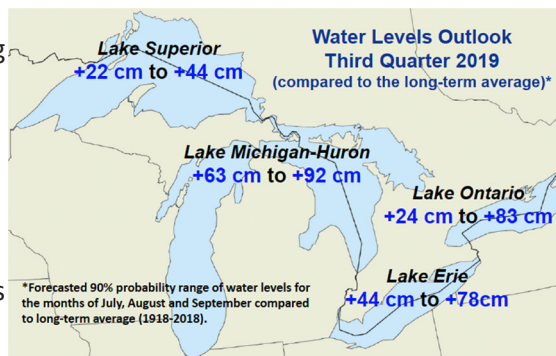 Water Levels Outlook
Third Quarter 2019
(compared to the long-term average)*
Lake Superior
+22 cm to +44 cm
Lake Michigan-Huron
+63 cm to +92 cm
Lake Ontario
+24 cm to +83 cm
Lake Erie
+44 cm to +78cm
*Forecasted 90% probability range of water levels for
the months of July, August and September compared
to long-term average (1918-2018).